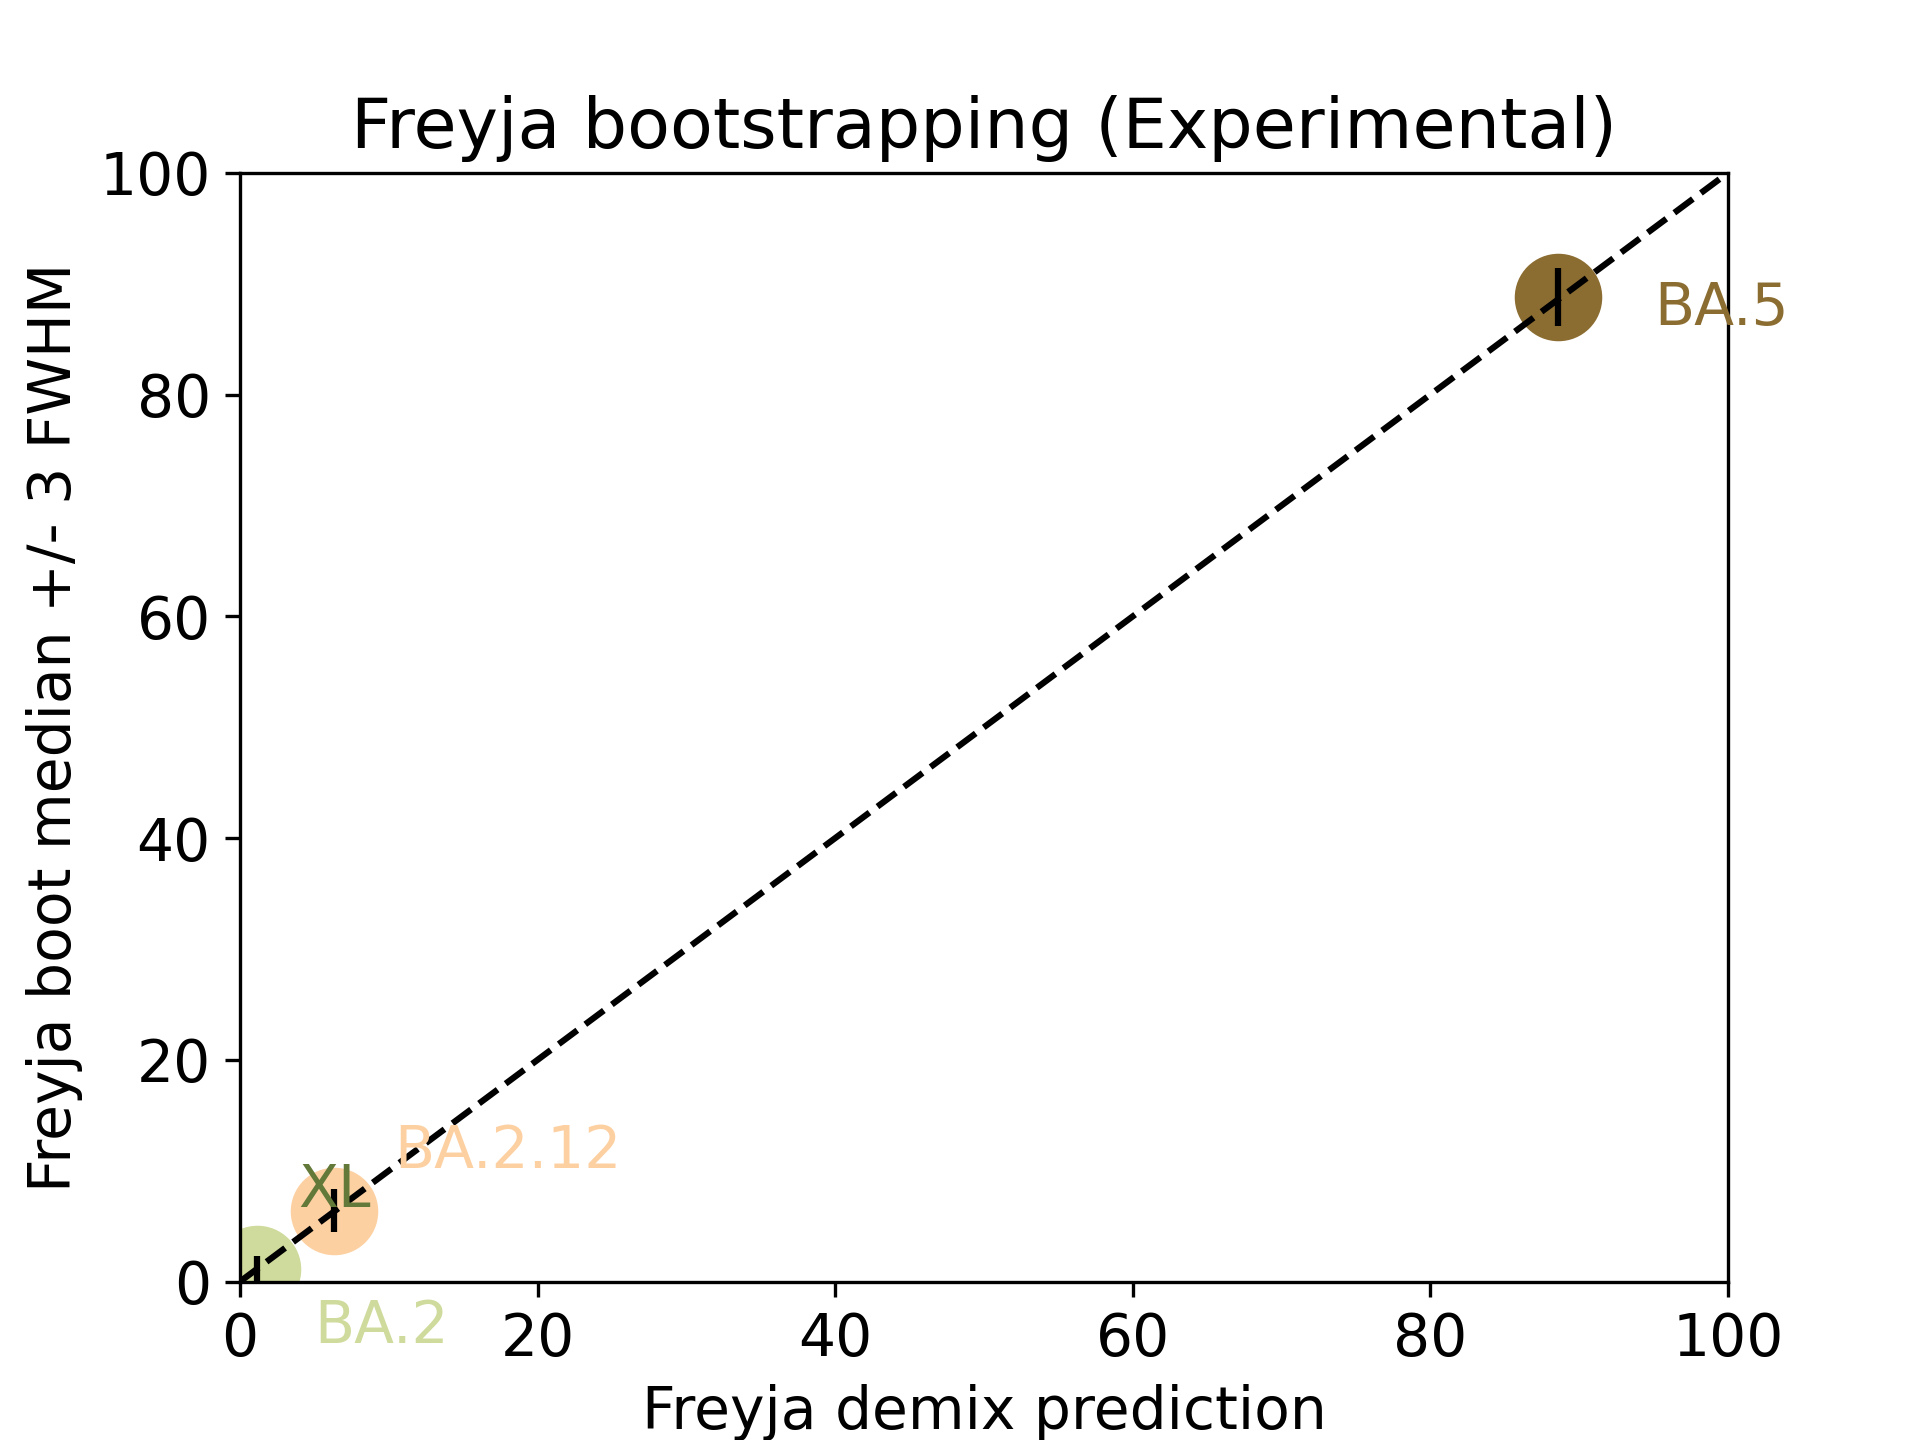 Freyja bootstrapping (Experimental)
Freyja boot median +/- 3 FWHM
100
80
60
40
20
0
BA.5
BA.2.12
XL
BA.2
0 20 40 60 80 100
Freyja demix prediction